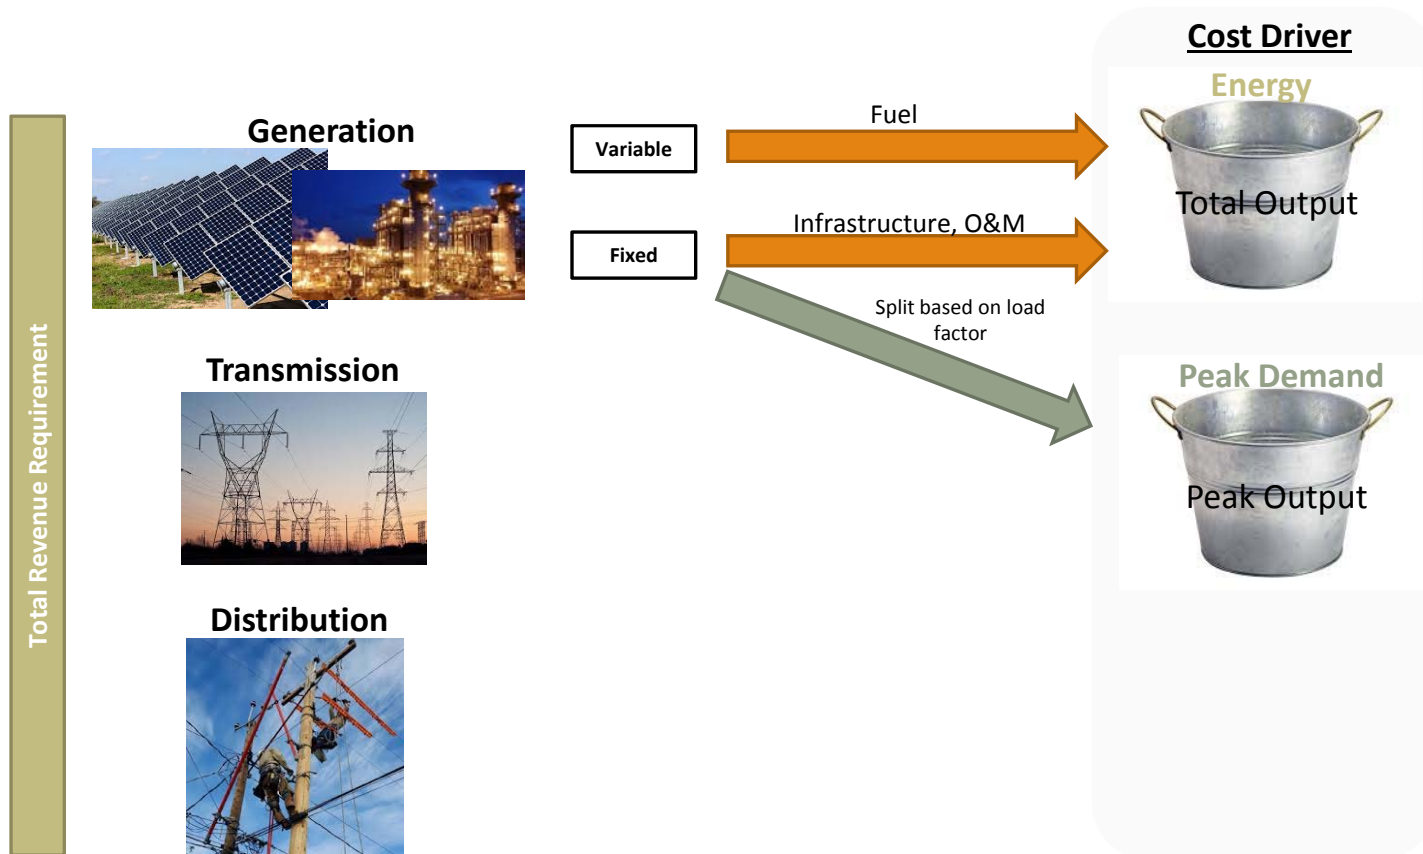 Cost Driver
Energy
Generation
Variable
Fuel
Total Output
Fixed
Infrastructure, O&M
Split based on load
factor
Total Revenue Requirement
Transmission
Peak Demand
Peak Output
Distribution